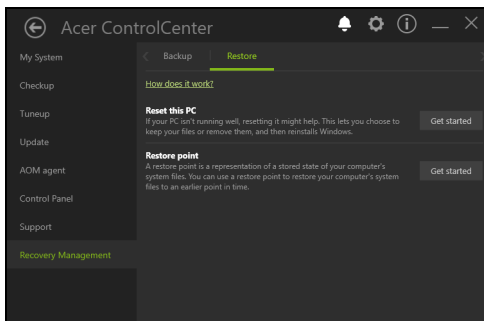 Acer ControlCenter
My System
Checkup
Tuneup
Update
AOM agent
Control Panel
Support
Recovery Management
Backup
Restore
How does it work?
Reset this PC
If your PC isn't running well, resetting it might help. This lets you choose to
keep your files or remove them, and then reinstalls Windows.
Get started
Restore point
A restore point is a representation of a stored state of your computer's
system files. You can use a restore point to restore your computer's system
files to an earlier point in time.
Get started